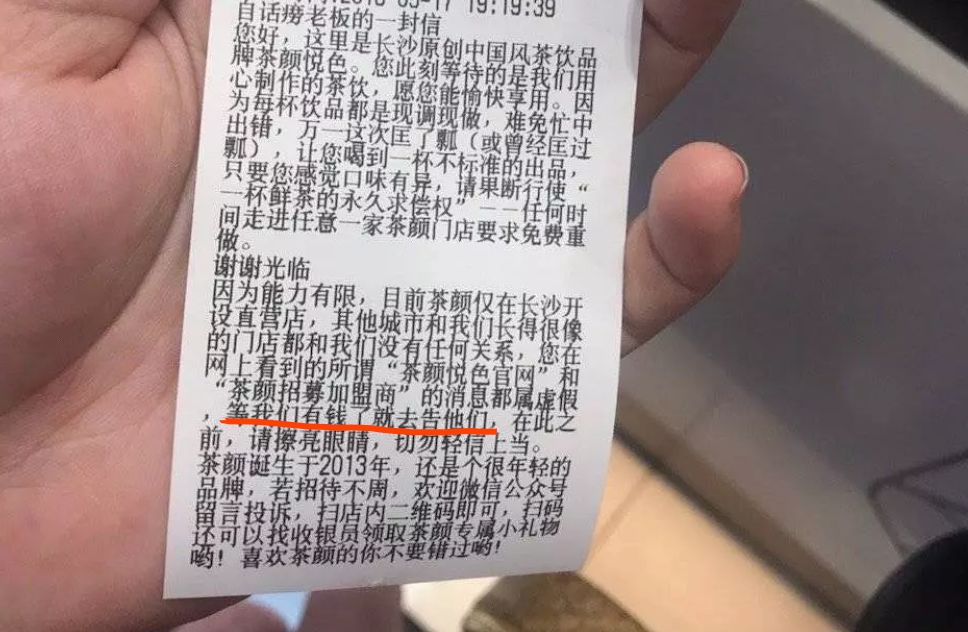 17 19:19:39
自话痨老板的一封信
您好，这里是长沙原创中国风茶饮品
牌茶颜悦色。您此刻等待的是我们用
心制作的茶饮，愿您能愉快享用。因
为每杯饮品都是现调现做，难免忙中
出错，万一这次匡了瓢（或曾经匡过
瓢），让您喝到一杯不标准的出品，
只要您感觉口味有异，请果断行使“
一杯鲜茶的永久求偿权”——任何时
间走进任意一家茶颜门店要求免费重
做。
谢谢光临
因为能力有限，目前茶颜仅在长沙开
设直营店，其他城市和我们长得很像
的门店都和我们没有任何关系，您在
网上看到的所谓“茶颜悦色官网”和
“茶颜招募加盟商”的消息都属虚假
，等我们有钱了就去告他们，在此之
前，请擦亮眼睛，切勿轻信上当。
茶颜诞生于2013年，还是个很年轻的
品牌，若招待不周，欢迎微信公众号
留言投诉，扫店内二维码即可，扫码
还可以找收银员领取茶颜专属小礼物
哟！喜欢茶颜的你不要错过哟！